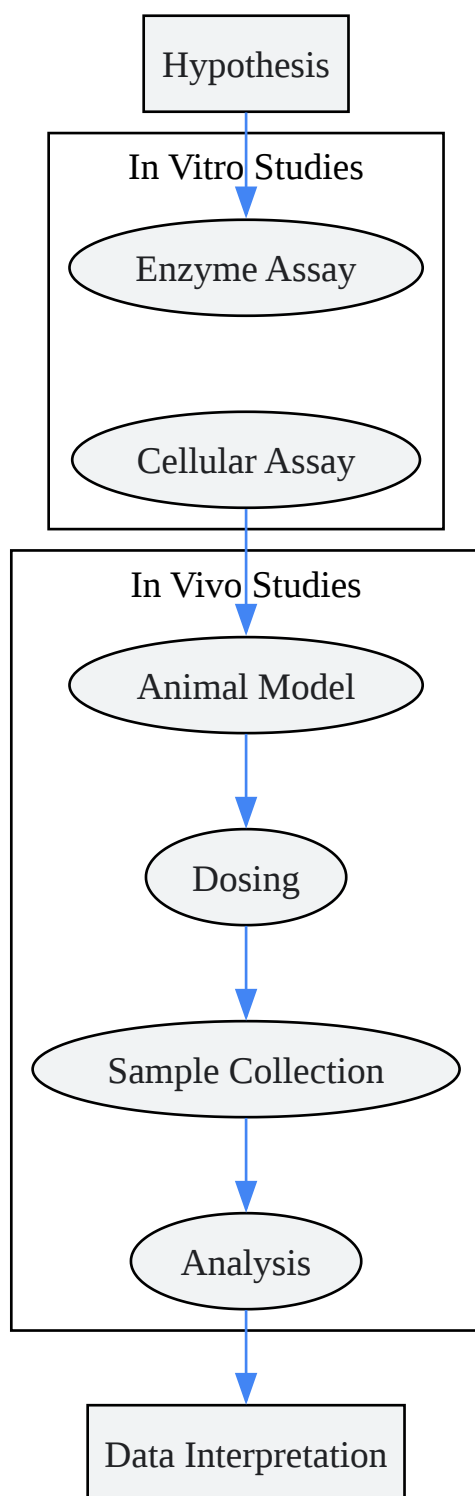 Hypothesis
In Vitro Studies
Enzyme Assay
Cellular Assay
In Vivo Studies
Animal Model
Dosing
Sample Collection
Analysis
Data Interpretation